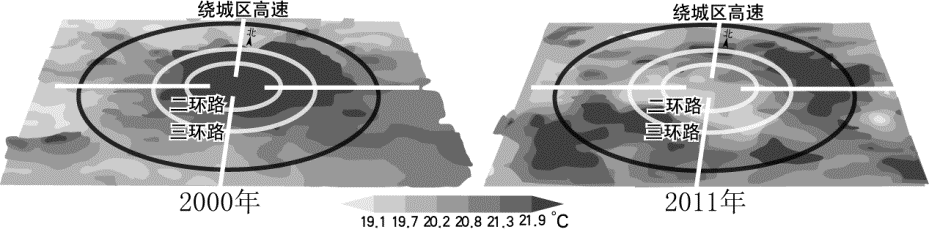 绕城区高速
北
二环路
三环路
2000年
绕城区高速
北
二环路
三环路
2011年
19.1 19.7 20.2 20.8 21.3 21.9 ℃